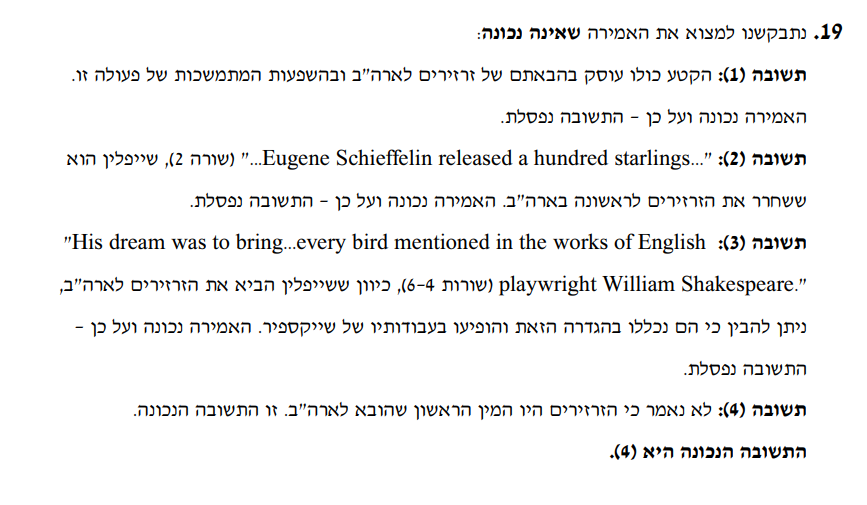 19. נתבקשנו למצוא את האמירה שאינה נכונה:
תשובה (1): הקטע כולו עוסק בהבאתם של זרזירים לארה"ב ובהשפעות המתמשכות של פעולה זו.
האמירה נכונה ועל כן – התשובה נפסלת.
תשובה (2): "...Eugene Schieffelin released a hundred starlings..." (שורה 2), שייפלין הוא
ששחרר את הזרזירים לראשונה בארה"ב. האמירה נכונה ועל כן – התשובה נפסלת.
תשובה (3): "His dream was to bring...every bird mentioned in the works of English
playwright William Shakespeare." (שורות 4–6), כיוון ששייפלין הביא את הזרזירים לארה"ב,
ניתן להבין כי הם נכללו בהגדרה הזאת והופיעו בעבודותיו של שייקספיר. האמירה נכונה ועל כן –
התשובה נפסלת.
תשובה (4): לא נאמר כי הזרזירים היו המין הראשון שהובא לארה"ב. זו התשובה הנכונה.
התשובה הנכונה היא (4).